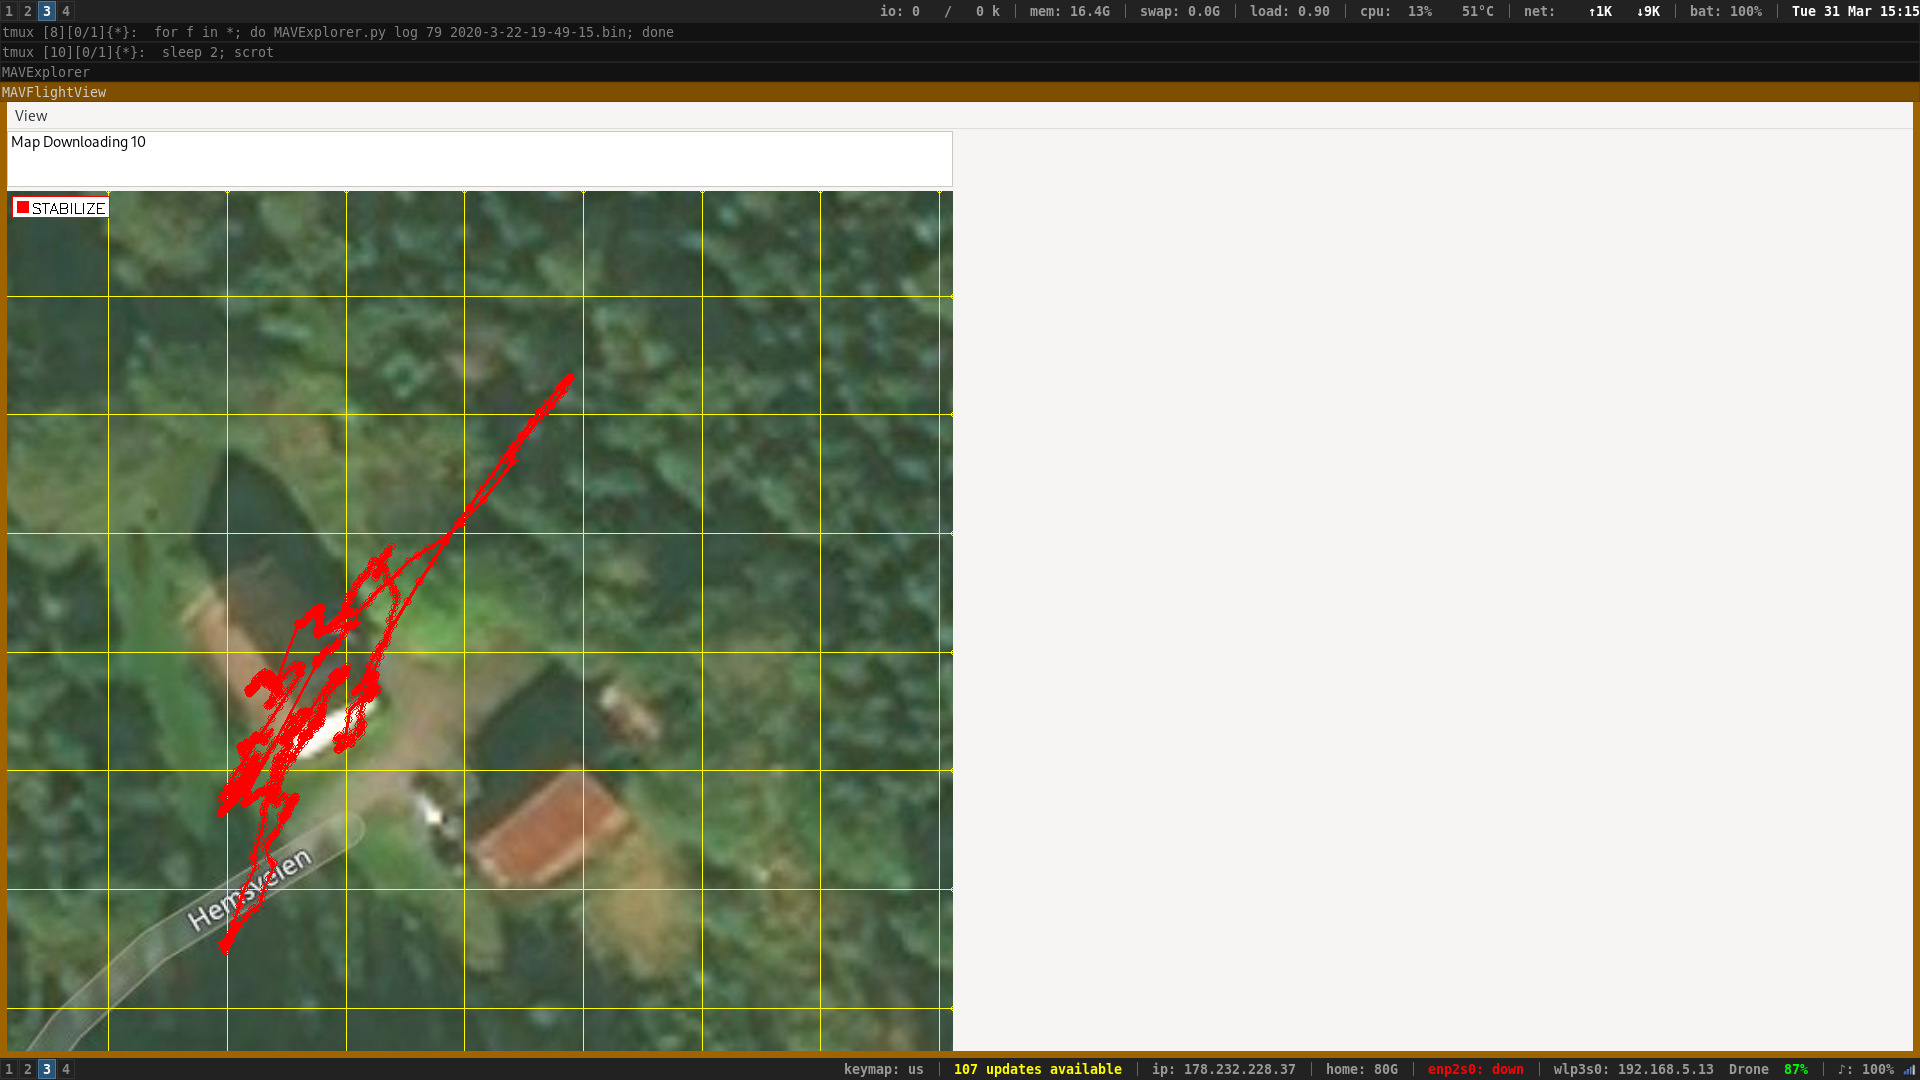 1 2 3 4 io: 0 / 0 k | mem: 16.4G | swap: 0.0G | load: 0.90 | cpu: 13% 51°C | net: ↑1K ↓9K | bat: 100% | Tue 31 Mar 15:15
tmux [8][0/1]{*}: for f in *; do MAVExplorer.py log 79 2020-3-22-19-49-15.bin; done
tmux [10][0/1]{*}: sleep 2; scrot
MAVExplorer
MAVFlightView
View
Map Downloading 10
STABILIZE
Hemsveien
1 2 3 4 keymap: us | 107 updates available | ip: 178.232.228.37 | home: 80G | enp2s0: down | wlp3s0: 192.168.5.13 Drone 87% | ♪: 100%